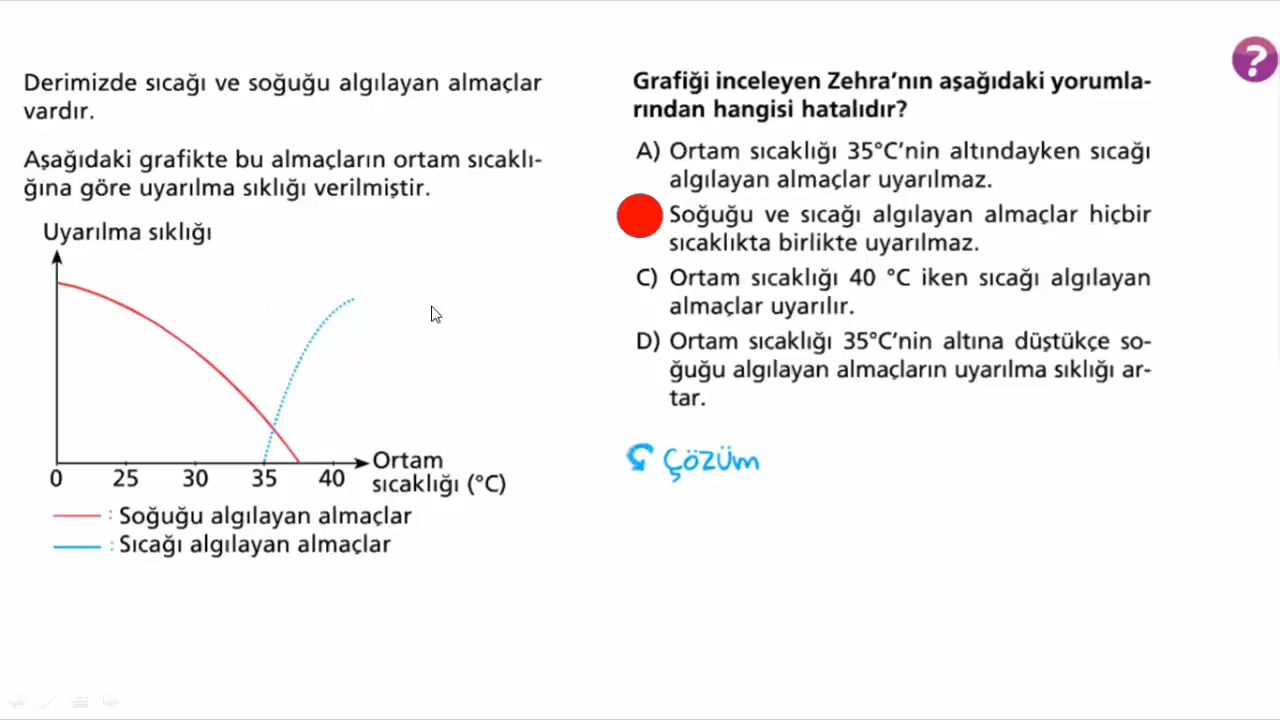 Derimizde sıcağı ve soğuğu algılayan almaçlar
vardır.
Aşağıdaki grafikte bu almaçların ortam sıcaklı-
ğına göre uyarılma sıklığı verilmiştir.
Uyarılma sıklığı
0 25 30 35 40
Ortam
sıcaklığı (°C)
: Soğuğu algılayan almaçlar
: Sıcağı algılayan almaçlar
?
Grafiği inceleyen Zehra’nın aşağıdaki yorumla-
rından hangisi hatalıdır?
A) Ortam sıcaklığı 35°C’nin altındayken sıcağı
algılayan almaçlar uyarılmaz.
Soğuğu ve sıcağı algılayan almaçlar hiçbir
sıcaklıkta birlikte uyarılmaz.
C) Ortam sıcaklığı 40 °C iken sıcağı algılayan
almaçlar uyarılır.
D) Ortam sıcaklığı 35°C’nin altına düştükçe so-
ğuğu algılayan almaçların uyarılma sıklığı ar-
tar.
Çözüm